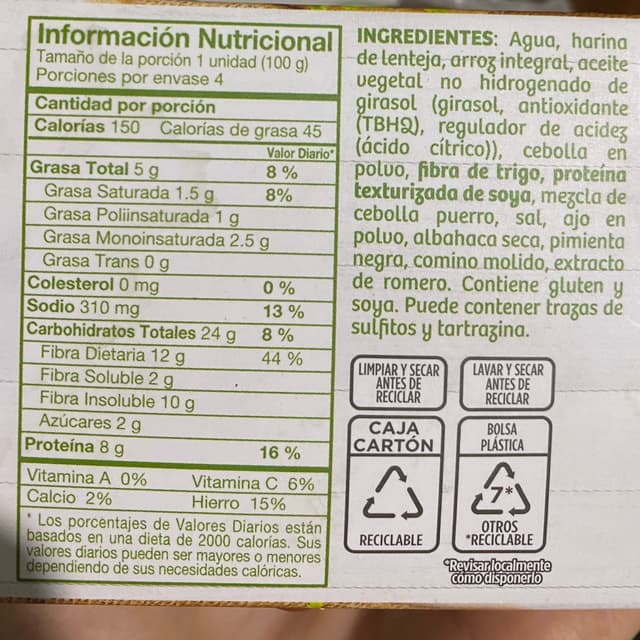 Información Nutricional
Tamaño de la porción 1 unidad (100 g)
Porciones por envase 4
Cantidad por porción
Calorías 150 Calorías de grasa 45
Valor Diario*
Grasa Total 5 g 8 %
Grasa Saturada 1.5 g 8%
Grasa Poliinsaturada 1 g
Grasa Monoinsaturada 2.5 g
Grasa Trans 0 g
Colesterol 0 mg 0 %
Sodio 310 mg 13 %
Carbohidratos Totales 24 g 8 %
Fibra Dietaria 12 g 44 %
Fibra Soluble 2 g
Fibra Insoluble 10 g
Azúcares 2 g
Proteína 8 g 16 %
Vitamina A 0% Vitamina C 6%
Calcio 2% Hierro 15%
* Los porcentajes de Valores Diarios están
basados en una dieta de 2000 calorías. Sus
valores diarios pueden ser mayores o menores
dependiendo de sus necesidades calóricas.
INGREDIENTES: Agua, harina
de lenteja, arroz integral, aceite
vegetal no hidrogenado de
girasol (girasol, antioxidante
(TBHQ), regulador de acidez
(ácido cítrico)), cebolla en
polvo, fibra de trigo, proteína
texturizada de soya, mezcla de
cebolla puerro, sal, ajo en
polvo, albahaca seca, pimienta
negra, comino molido, extracto
de romero. Contiene gluten y
soya. Puede contener trazas de
sulfitos y tartrazina.
LIMPIAR Y SECAR
ANTES DE
RECICLAR
CAJA
CARTÓN
RECICLABLE
LAVAR Y SECAR
ANTES DE
RECICLAR
BOLSA
PLÁSTICA
7*
OTROS
*RECICLABLE
*Revisar localmente
cómo disponerlo